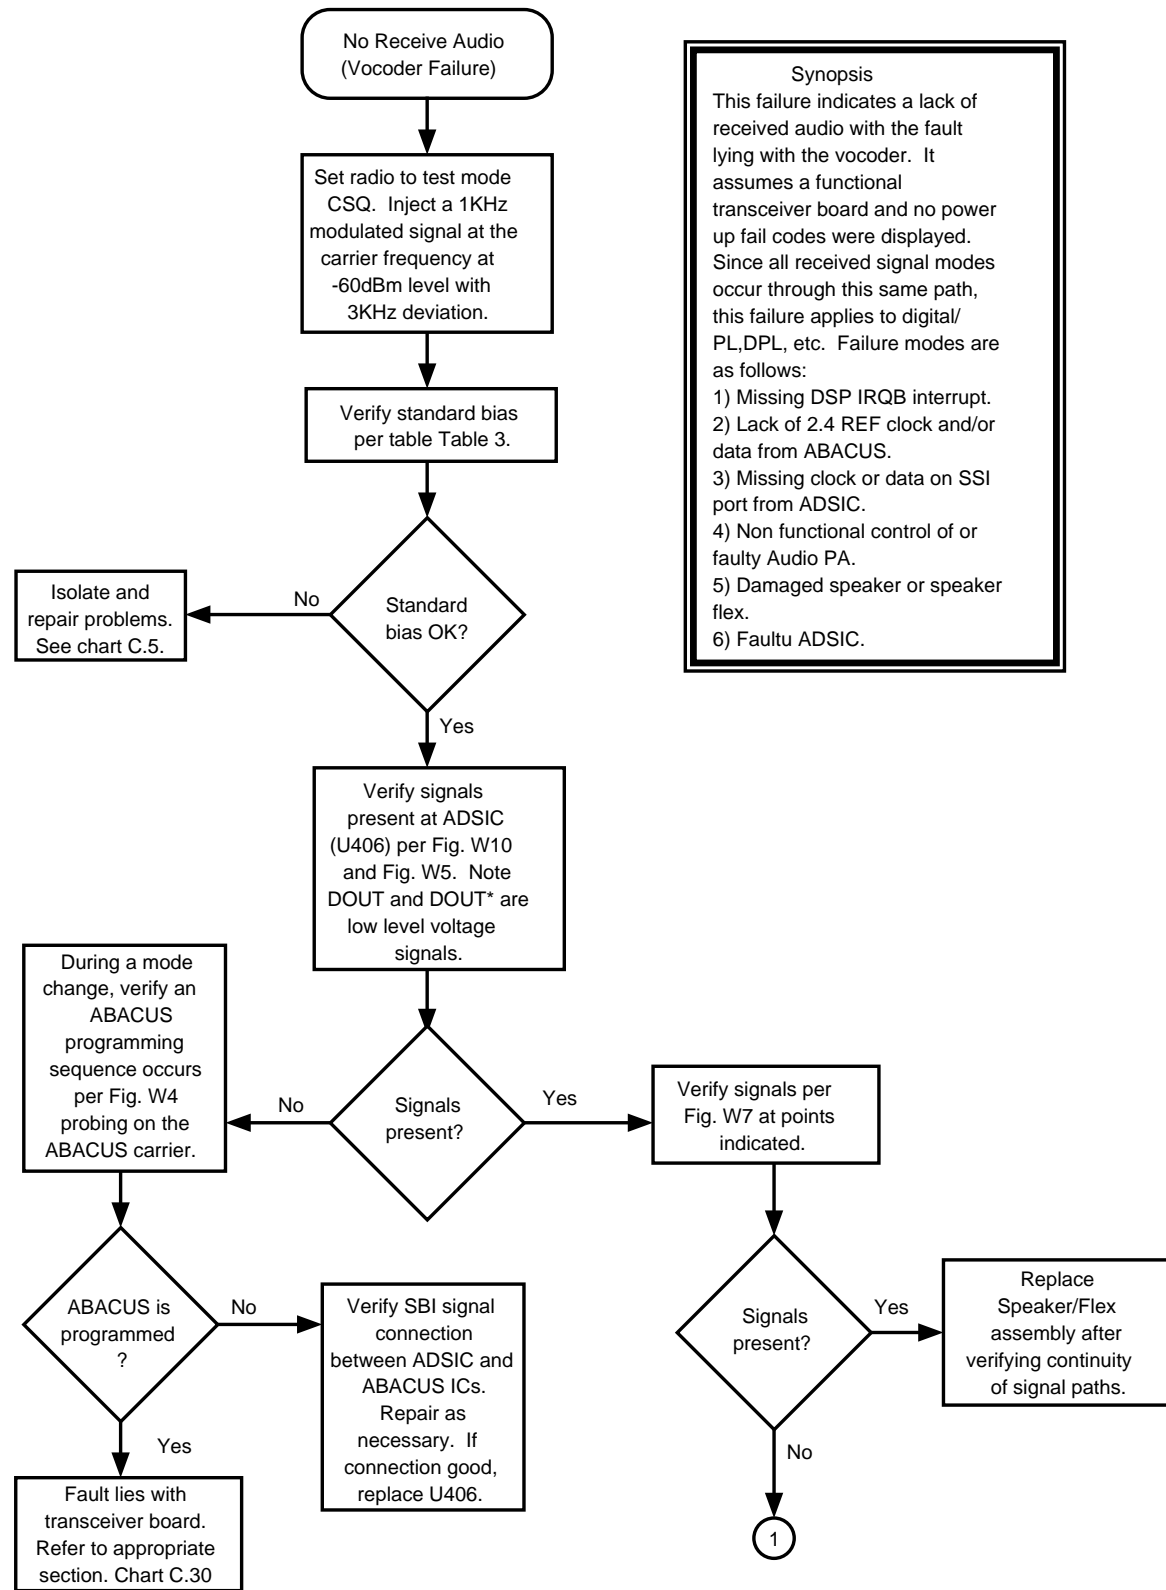 No Receive Audio
(Vocoder Failure)
Synopsis
This failure indicates a lack of
received audio with the fault
lying with the vocoder. It
assumes a functional
transceiver board and no power
up fail codes were displayed.
Since all received signal modes
occur through this same path,
this failure applies to digital/
PL,DPL, etc. Failure modes are
as follows:
1) Missing DSP IRQB interrupt.
2) Lack of 2.4 REF clock and/or
data from ABACUS.
3) Missing clock or data on SSI
port from ADSIC.
4) Non functional control of or
faulty Audio PA.
5) Damaged speaker or speaker
flex.
6) Faultu ADSIC.
Set radio to test mode
CSQ. Inject a 1KHz
modulated signal at the
carrier frequency at
-60dBm level with
3KHz deviation.
Verify standard bias
per table Table 3.
Standard
bias OK?
No
Isolate and
repair problems.
See chart C.5.
Yes
Verify signals
present at ADSIC
(U406) per Fig. W10
and Fig. W5. Note
DOUT and DOUT* are
low level voltage
signals.
Signals
present?
No
During a mode
change, verify an
ABACUS
programming
sequence occurs
per Fig. W4
probing on the
ABACUS carrier.
Yes
Verify signals per
Fig. W7 at points
indicated.
ABACUS is
programmed
?
No
Verify SBI signal
connection
between ADSIC and
ABACUS ICs.
Repair as
necessary. If
connection good,
replace U406.
Yes
Fault lies with
transceiver board.
Refer to appropriate
section. Chart C.30
Signals
present?
Yes
Replace
Speaker/Flex
assembly after
verifying continuity
of signal paths.
No
1